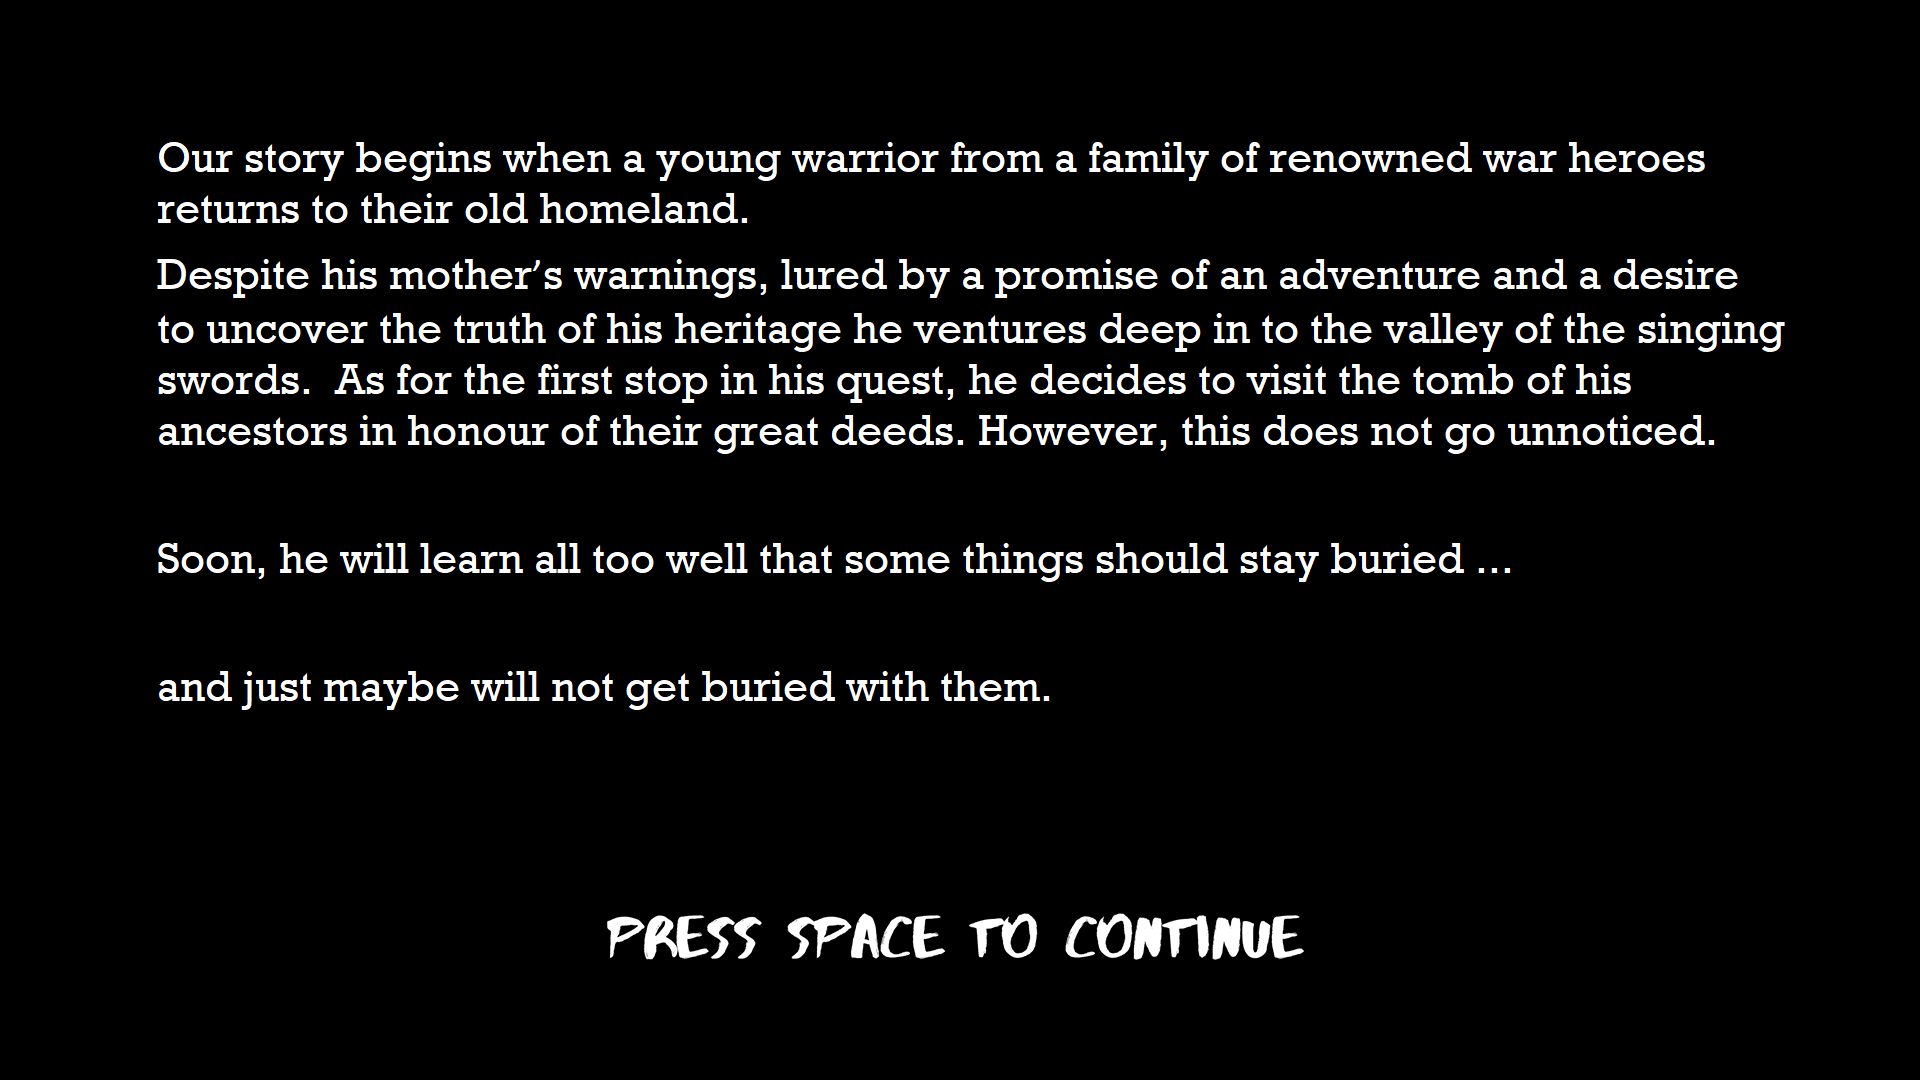 Our story begins when a young warrior from a family of renowned war heroes
returns to their old homeland.
Despite his mother’s warnings, lured by a promise of an adventure and a desire
to uncover the truth of his heritage he ventures deep in to the valley of the singing
swords.  As for the first stop in his quest, he decides to visit the tomb of his
ancestors in honour of their great deeds. However, this does not go unnoticed.
Soon, he will learn all too well that some things should stay buried ...
and just maybe will not get buried with them.
PRESS SPACE TO CONTINUE